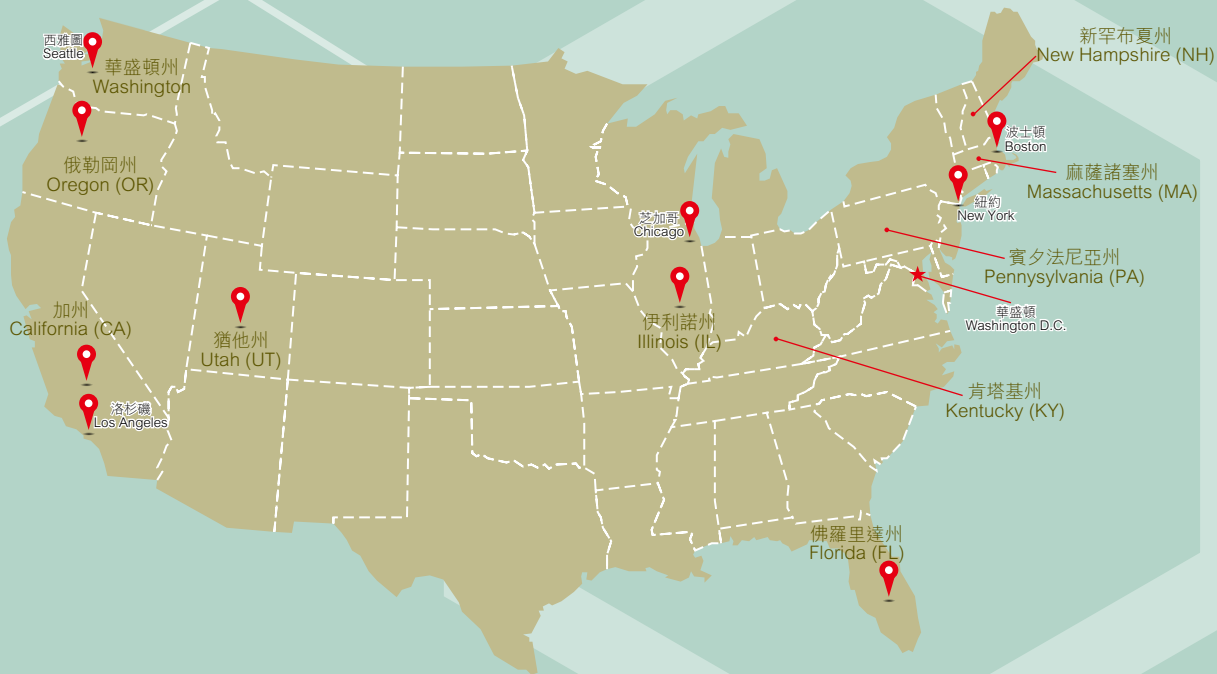 西雅圖
Seattle
華盛頓州
Washington
俄勒岡州
Oregon (OR)
加州
California (CA)
洛杉磯
Los Angeles
猶他州
Utah (UT)
芝加哥
Chicago
伊利諾州
Illinois (IL)
新罕布夏州
New Hampshire (NH)
波士頓
Boston
麻薩諸塞州
Massachusetts (MA)
紐約
New York
賓夕法尼亞州
Pennysylvania (PA)
華盛頓
Washington D.C.
肯塔基州
Kentucky (KY)
佛羅里達州
Florida (FL)